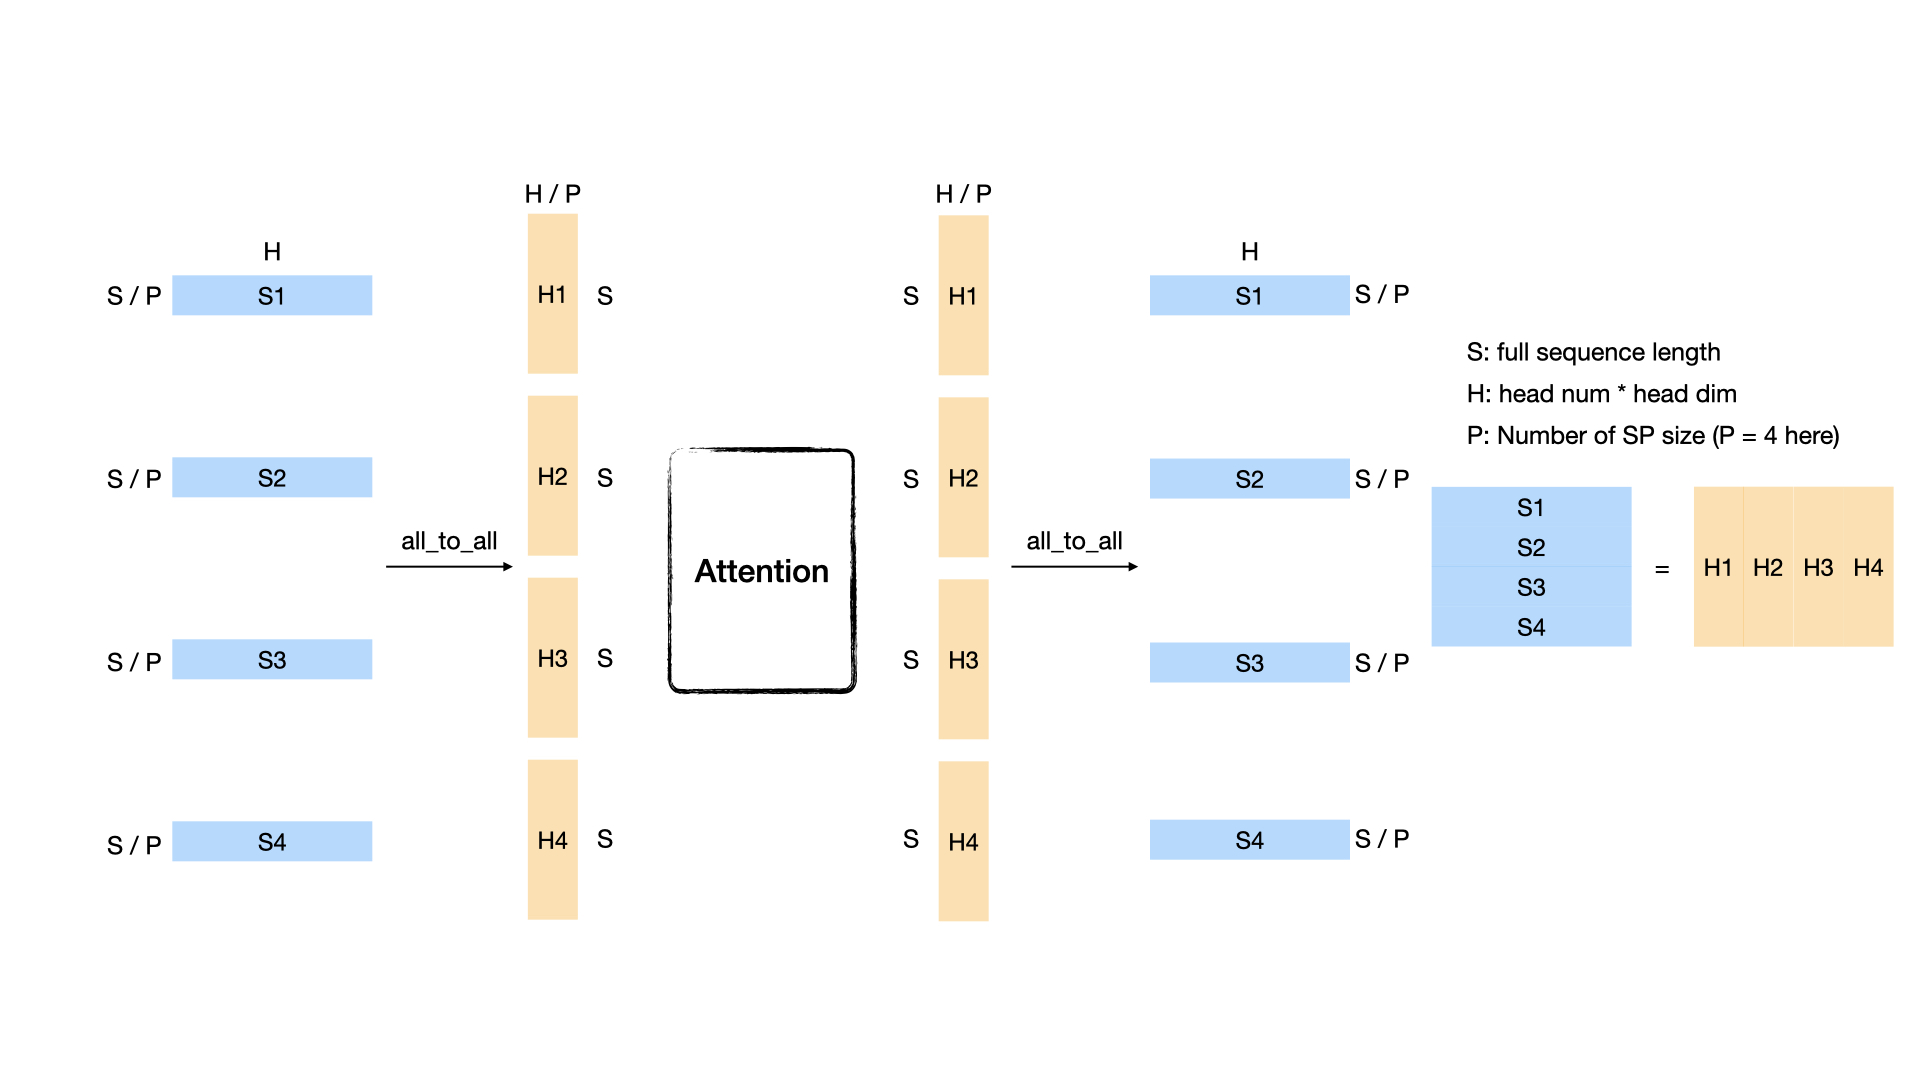 H / P
H / P
H
H
S / P
S1
H1
S
S
H1
S1
S / P
S: full sequence length
H: head num * head dim
P: Number of SP size (P = 4 here)
S / P
S2
H2
S
S
H2
S2
S / P
S1
S2
S3
S4
=
H1 H2 H3 H4
all_to_all
Attention
all_to_all
S / P
S3
H3
S
S
H3
S3
S / P
S / P
S4
H4
S
S
H4
S4
S / P